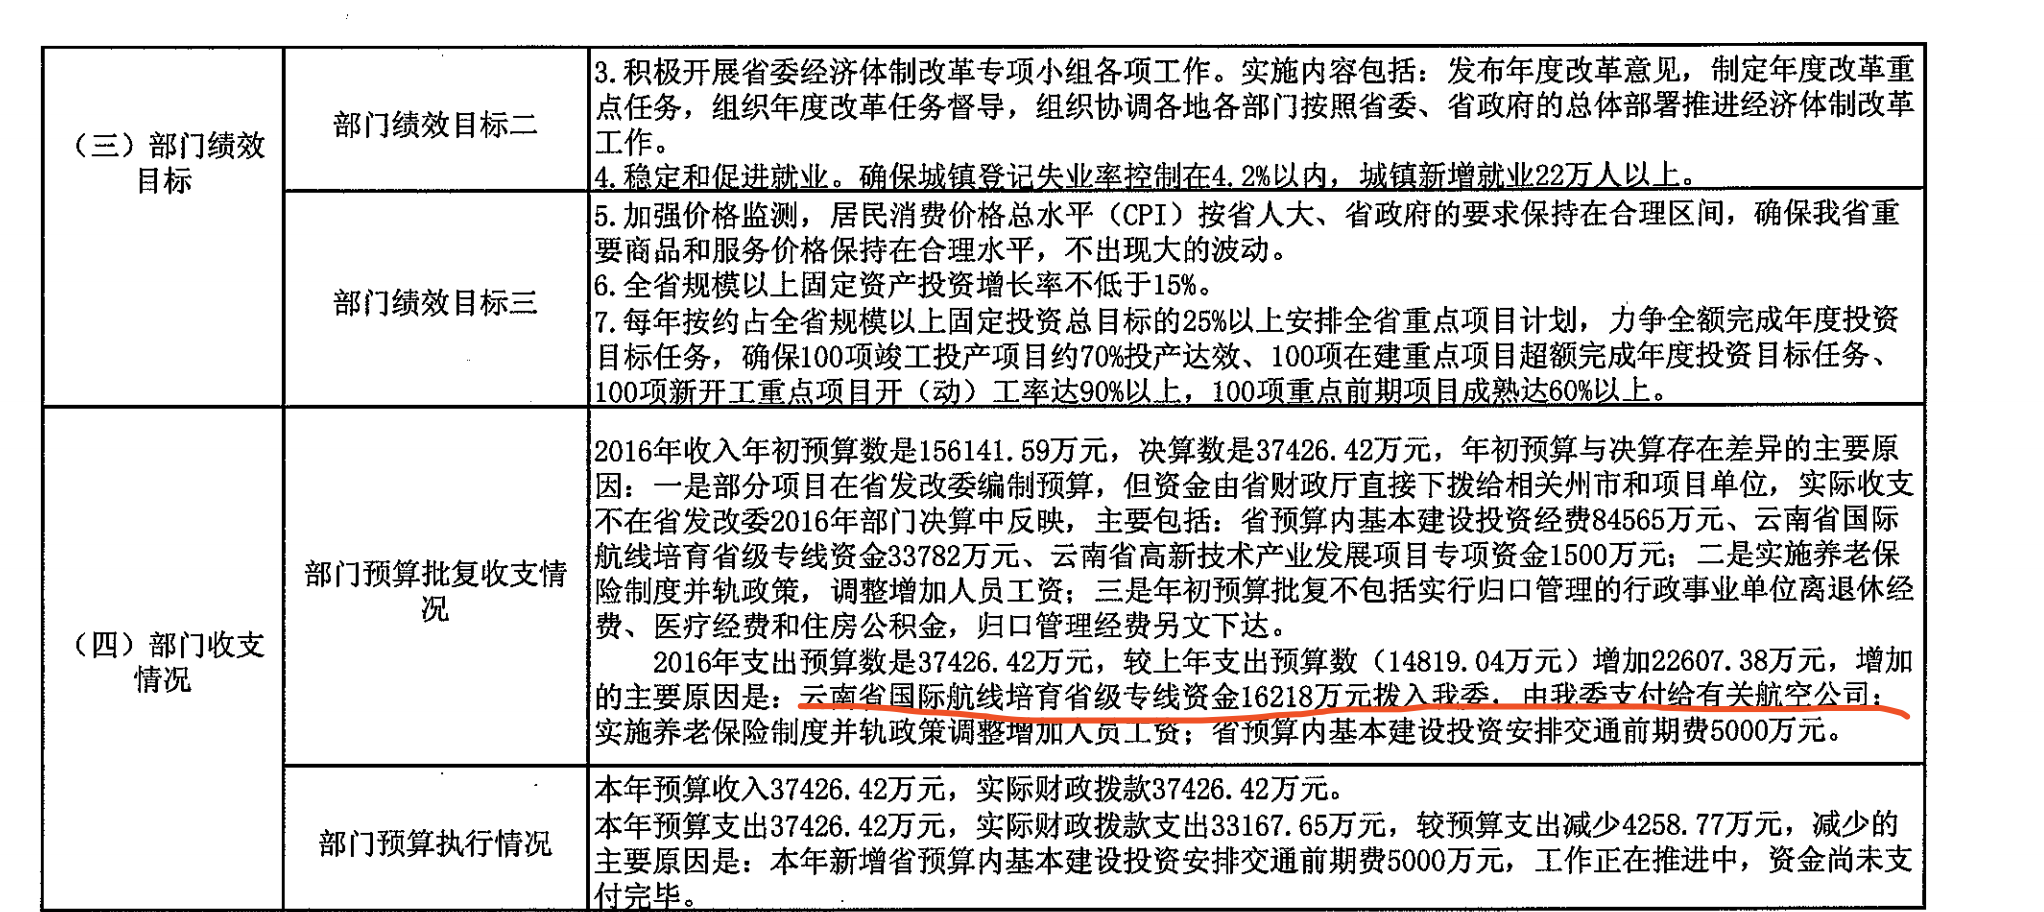 （三）部门绩效
目标
部门绩效目标二
3.积极开展省委经济体制改革专项小组各项工作。实施内容包括：发布年度改革意见，制定年度改革重
点任务，组织年度改革任务督导，组织协调各地各部门按照省委、省政府的总体部署推进经济体制改革
工作。
4.稳定和促进就业。确保城镇登记失业率控制在4.2%以内，城镇新增就业22万人以上。
部门绩效目标三
5.加强价格监测，居民消费价格总水平（CPI）按省人大、省政府的要求保持在合理区间，确保我省重
要商品和服务价格保持在合理水平，不出现大的波动。
6.全省规模以上固定资产投资增长率不低于15%。
7.每年按约占全省规模以上固定投资总目标的25%以上安排全省重点项目计划，力争全额完成年度投资
目标任务，确保100项竣工投产项目约70%投产达效、100项在建重点项目超额完成年度投资目标任务、
100项新开工重点项目开（动）工率达90%以上，100项重点前期项目成熟达60%以上。
（四）部门收支
情况
部门预算批复收支情
况
2016年收入年初预算数是156141.59万元，决算数是37426.42万元，年初预算与决算存在差异的主要原
因：一是部分项目在省发改委编制预算，但资金由省财政厅直接下拨给相关州市和项目单位，实际收支
不在省发改委2016年部门决算中反映，主要包括：省预算内基本建设投资经费84565万元、云南省国际
航线培育省级专线资金33782万元、云南省高新技术产业发展项目专项资金1500万元；二是实施养老保
险制度并轨政策，调整增加人员工资；三是年初预算批复不包括实行归口管理的行政事业单位离退休经
费、医疗经费和住房公积金，归口管理经费另文下达。
2016年支出预算数是37426.42万元，较上年支出预算数（14819.04万元）增加22607.38万元，增加
的主要原因是：云南省国际航线培育省级专线资金16218万元拨入我委，由我委支付给有关航空公司；
实施养老保险制度并轨政策调整增加人员工资；省预算内基本建设投资安排交通前期费5000万元。
部门预算执行情况
本年预算收入37426.42万元，实际财政拨款37426.42万元。
本年预算支出37426.42万元，实际财政拨款支出33167.65万元，较预算支出减少4258.77万元，减少的
主要原因是：本年新增省预算内基本建设投资安排交通前期费5000万元，工作正在推进中，资金尚未支
付完毕。